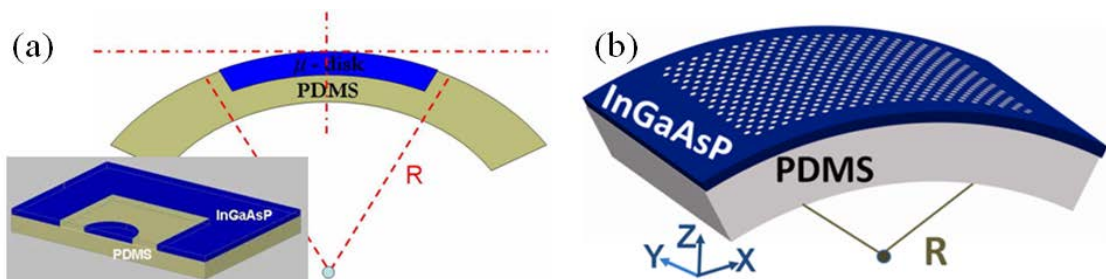 (a)
μ - disk
PDMS
R
InGaAsP
PDMS
(b)
InGaAsP
PDMS
Z
Y
X
R